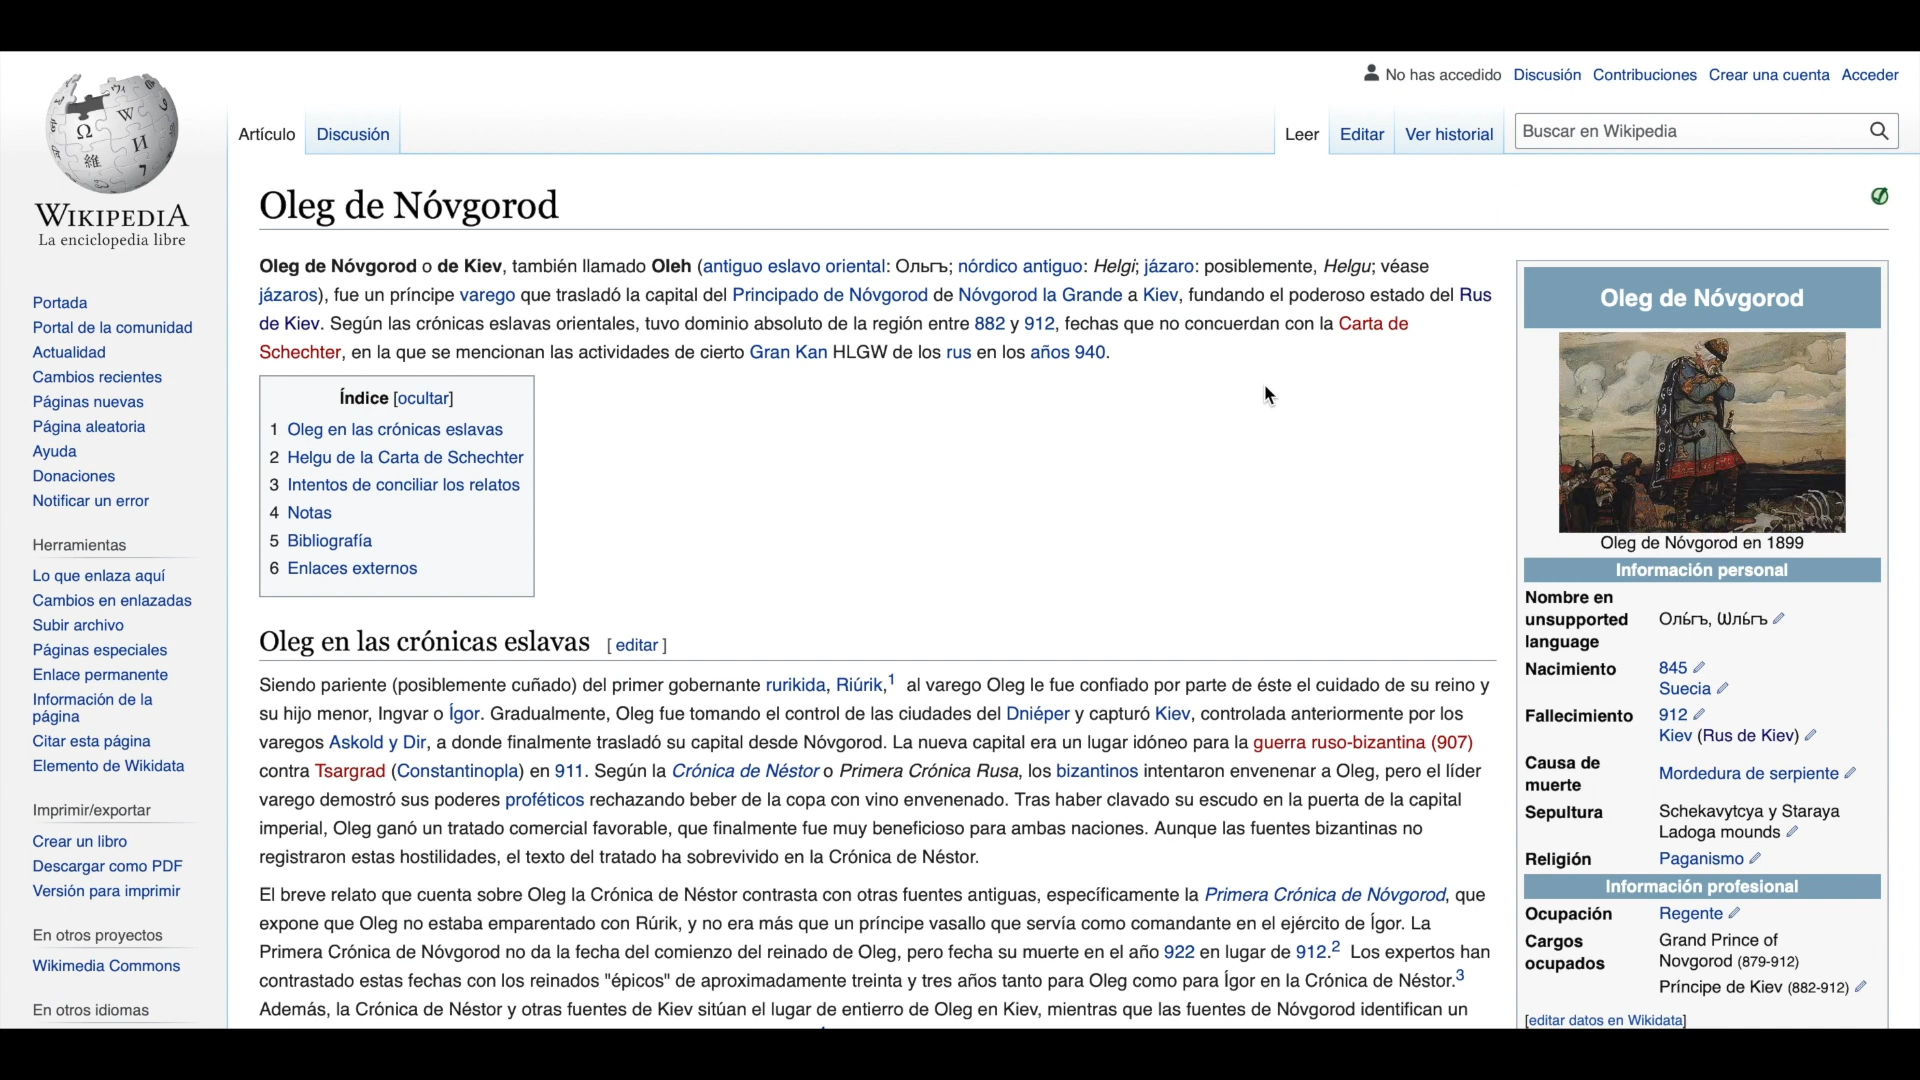 No has accedido Discusión Contribuciones Crear una cuenta Acceder
Artículo Discusión Leer Editar Ver historial Buscar en Wikipedia
WIKIPEDIA
La enciclopedia libre
Portada
Portal de la comunidad
Actualidad
Cambios recientes
Páginas nuevas
Página aleatoria
Ayuda
Donaciones
Notificar un error
Herramientas
Lo que enlaza aquí
Cambios en enlazadas
Subir archivo
Páginas especiales
Enlace permanente
Información de la
página
Citar esta página
Elemento de Wikidata
Imprimir/exportar
Crear un libro
Descargar como PDF
Versión para imprimir
En otros proyectos
Wikimedia Commons
En otros idiomas
Oleg de Nóvgorod
Oleg de Nóvgorod o de Kiev, también llamado Oleh (antiguo eslavo oriental: Ольгъ; nórdico antiguo: Helgi; jázaro: posiblemente, Helgu; véase
jázaros), fue un príncipe varego que trasladó la capital del Principado de Nóvgorod de Nóvgorod la Grande a Kiev, fundando el poderoso estado del Rus
de Kiev. Según las crónicas eslavas orientales, tuvo dominio absoluto de la región entre 882 y 912, fechas que no concuerdan con la Carta de
Schechter, en la que se mencionan las actividades de cierto Gran Kan HLGW de los rus en los años 940.
Índice [ocultar]
1 Oleg en las crónicas eslavas
2 Helgu de la Carta de Schechter
3 Intentos de conciliar los relatos
4 Notas
5 Bibliografía
6 Enlaces externos
Oleg en las crónicas eslavas [ editar ]
Siendo pariente (posiblemente cuñado) del primer gobernante rurikida, Riúrik,1 al varego Oleg le fue confiado por parte de éste el cuidado de su reino y
su hijo menor, Ingvar o Ígor. Gradualmente, Oleg fue tomando el control de las ciudades del Dniéper y capturó Kiev, controlada anteriormente por los
varegos Askold y Dir, a donde finalmente trasladó su capital desde Nóvgorod. La nueva capital era un lugar idóneo para la guerra ruso-bizantina (907)
contra Tsargrad (Constantinopla) en 911. Según la Crónica de Néstor o Primera Crónica Rusa, los bizantinos intentaron envenenar a Oleg, pero el líder
varego demostró sus poderes proféticos rechazando beber de la copa con vino envenenado. Tras haber clavado su escudo en la puerta de la capital
imperial, Oleg ganó un tratado comercial favorable, que finalmente fue muy beneficioso para ambas naciones. Aunque las fuentes bizantinas no
registraron estas hostilidades, el texto del tratado ha sobrevivido en la Crónica de Néstor.
El breve relato que cuenta sobre Oleg la Crónica de Néstor contrasta con otras fuentes antiguas, específicamente la Primera Crónica de Nóvgorod, que
expone que Oleg no estaba emparentado con Rúrik, y no era más que un príncipe vasallo que servía como comandante en el ejército de Ígor. La
Primera Crónica de Nóvgorod no da la fecha del comienzo del reinado de Oleg, pero fecha su muerte en el año 922 en lugar de 912.2 Los expertos han
contrastado estas fechas con los reinados "épicos" de aproximadamente treinta y tres años tanto para Oleg como para Ígor en la Crónica de Néstor.3
Además, la Crónica de Néstor y otras fuentes de Kiev sitúan el lugar de entierro de Oleg en Kiev, mientras que las fuentes de Nóvgorod identifican un
Oleg de Nóvgorod
Oleg de Nóvgorod en 1899
Información personal
Nombre en
unsupported
language
Оль́гъ, Ѡль́гъ
Nacimiento 845
Suecia
Fallecimiento 912
Kiev (Rus de Kiev)
Causa de
muerte
Mordedura de serpiente
Sepultura Schekavytcya y Staraya
Ladoga mounds
Religión Paganismo
Información profesional
Ocupación Regente
Cargos
ocupados
Grand Prince of
Novgorod (879-912)
Príncipe de Kiev (882-912)
[editar datos en Wikidata]